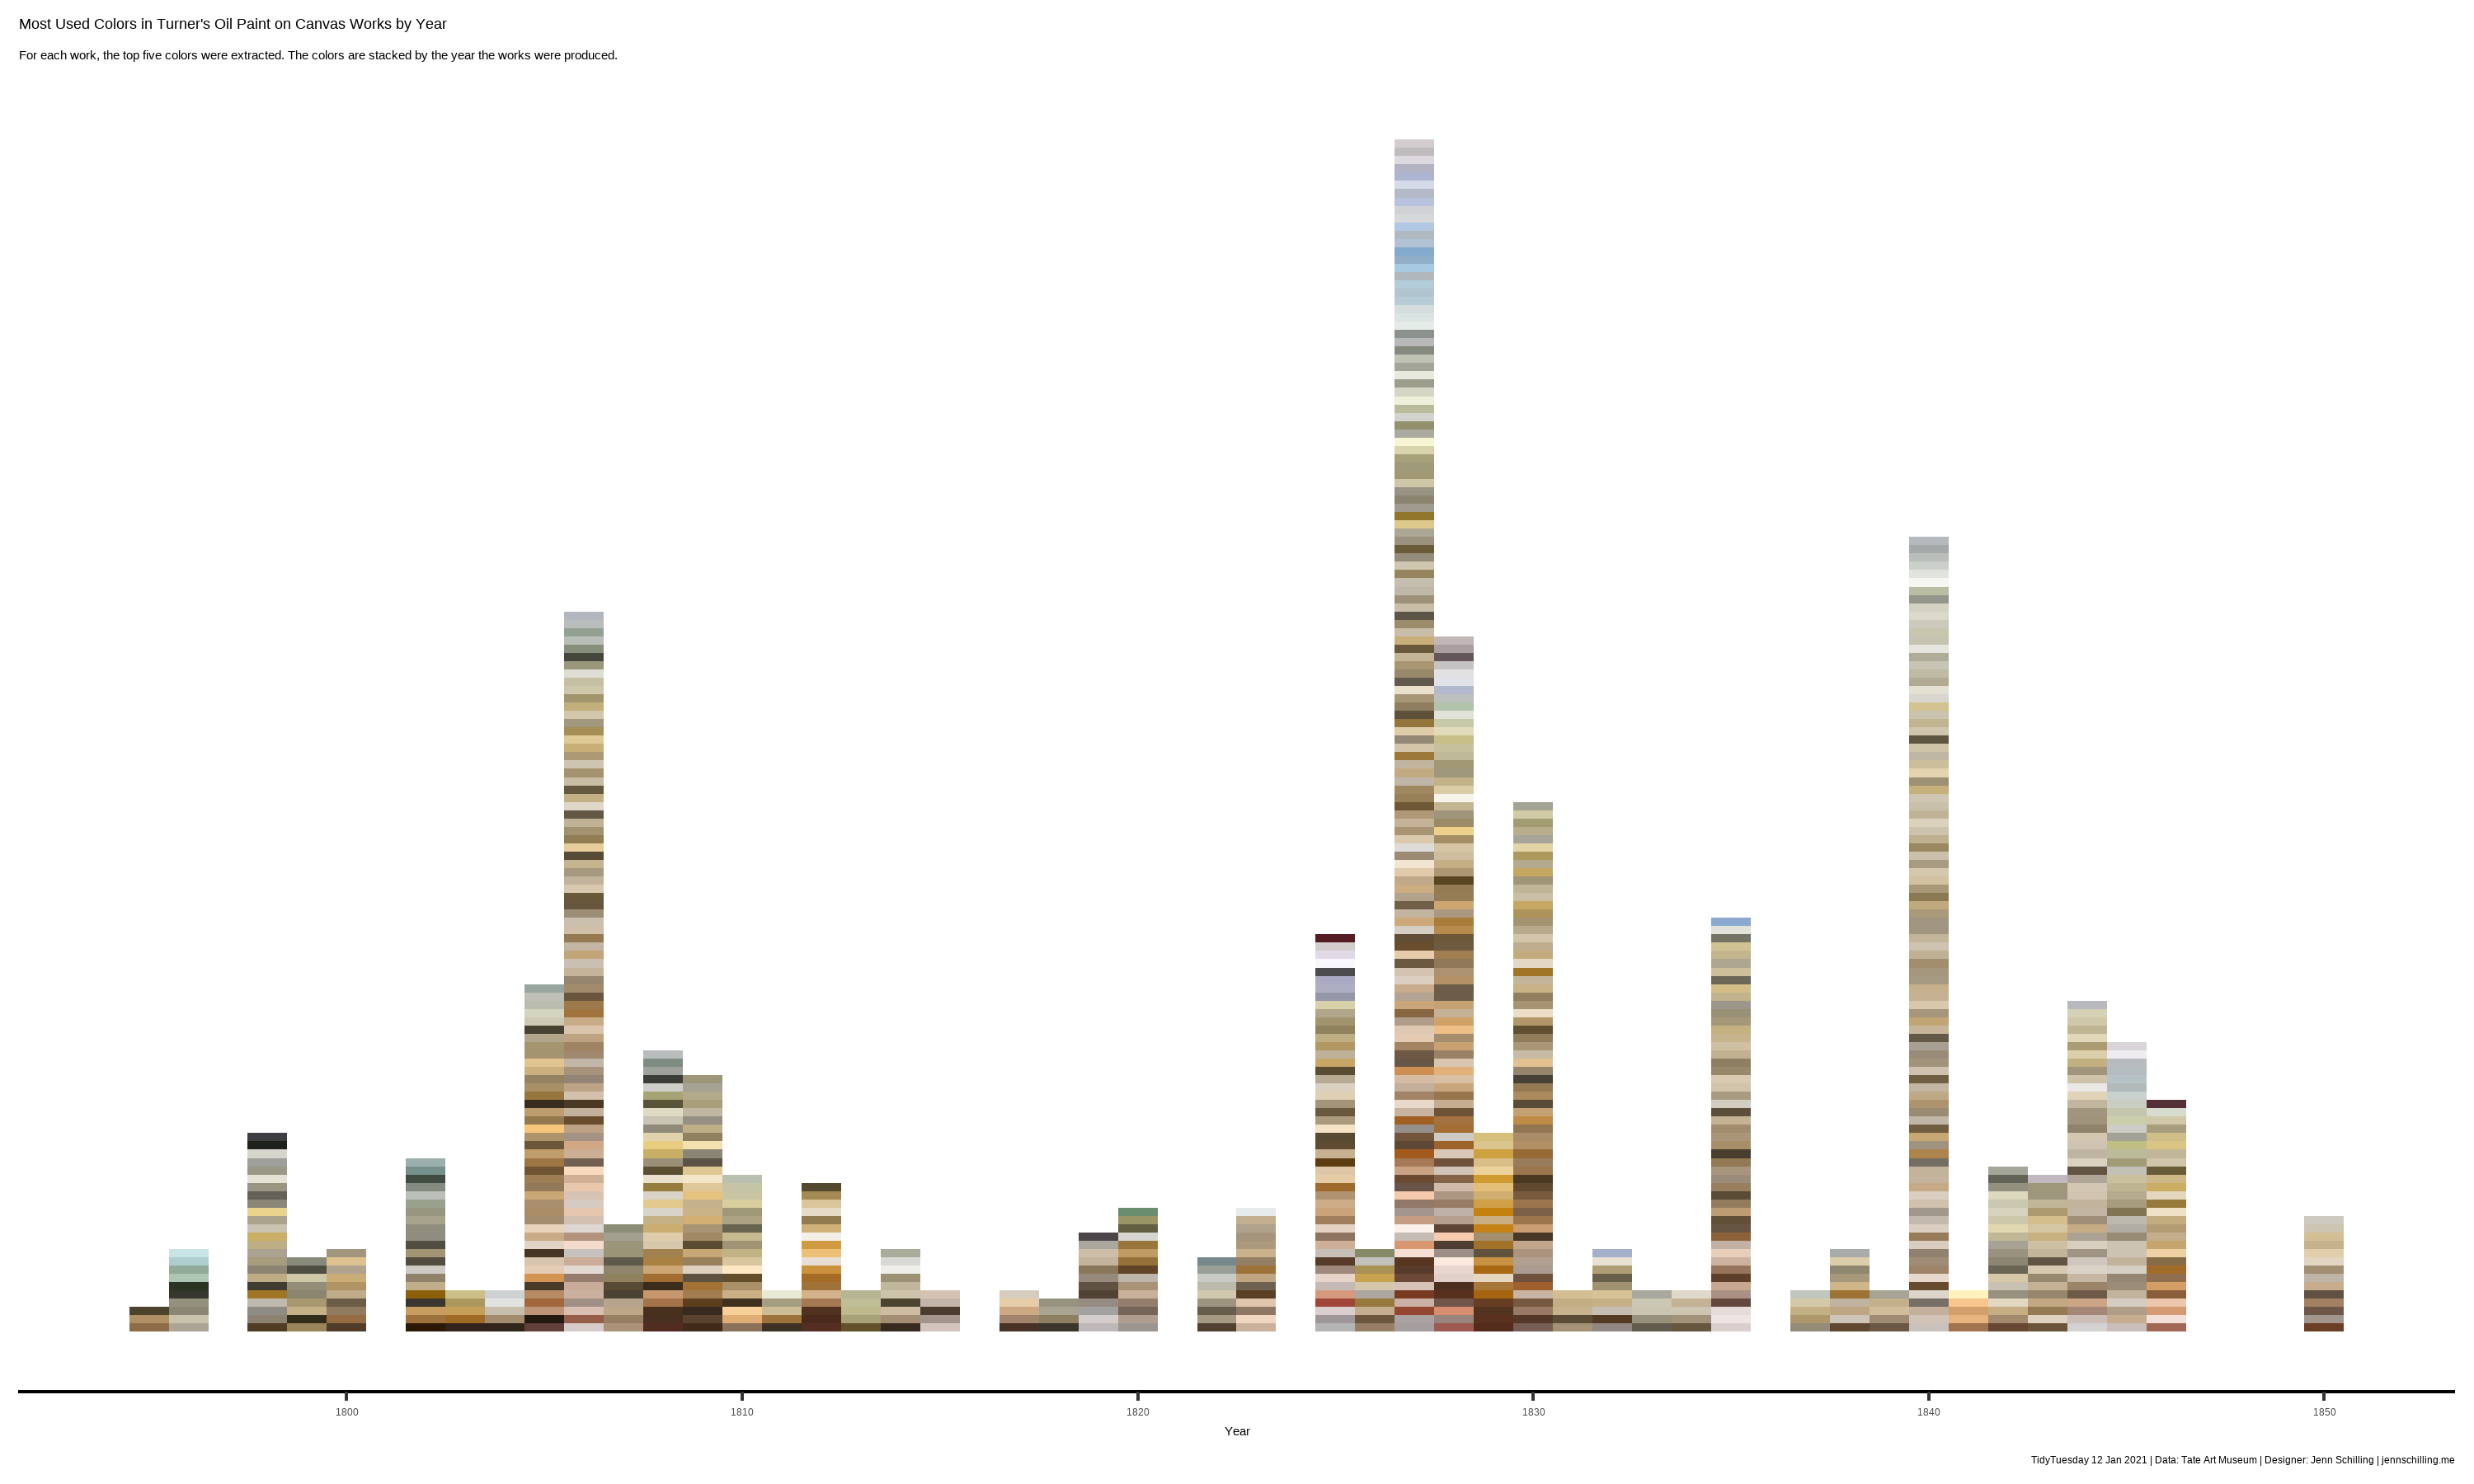 Most Used Colors in Turner's Oil Paint on Canvas Works by Year
For each work, the top five colors were extracted. The colors are stacked by the year the works were produced.
1800 1810 1820 1830 1840 1850
Year
TidyTuesday 12 Jan 2021 | Data: Tate Art Museum | Designer: Jenn Schilling | jennschilling.me